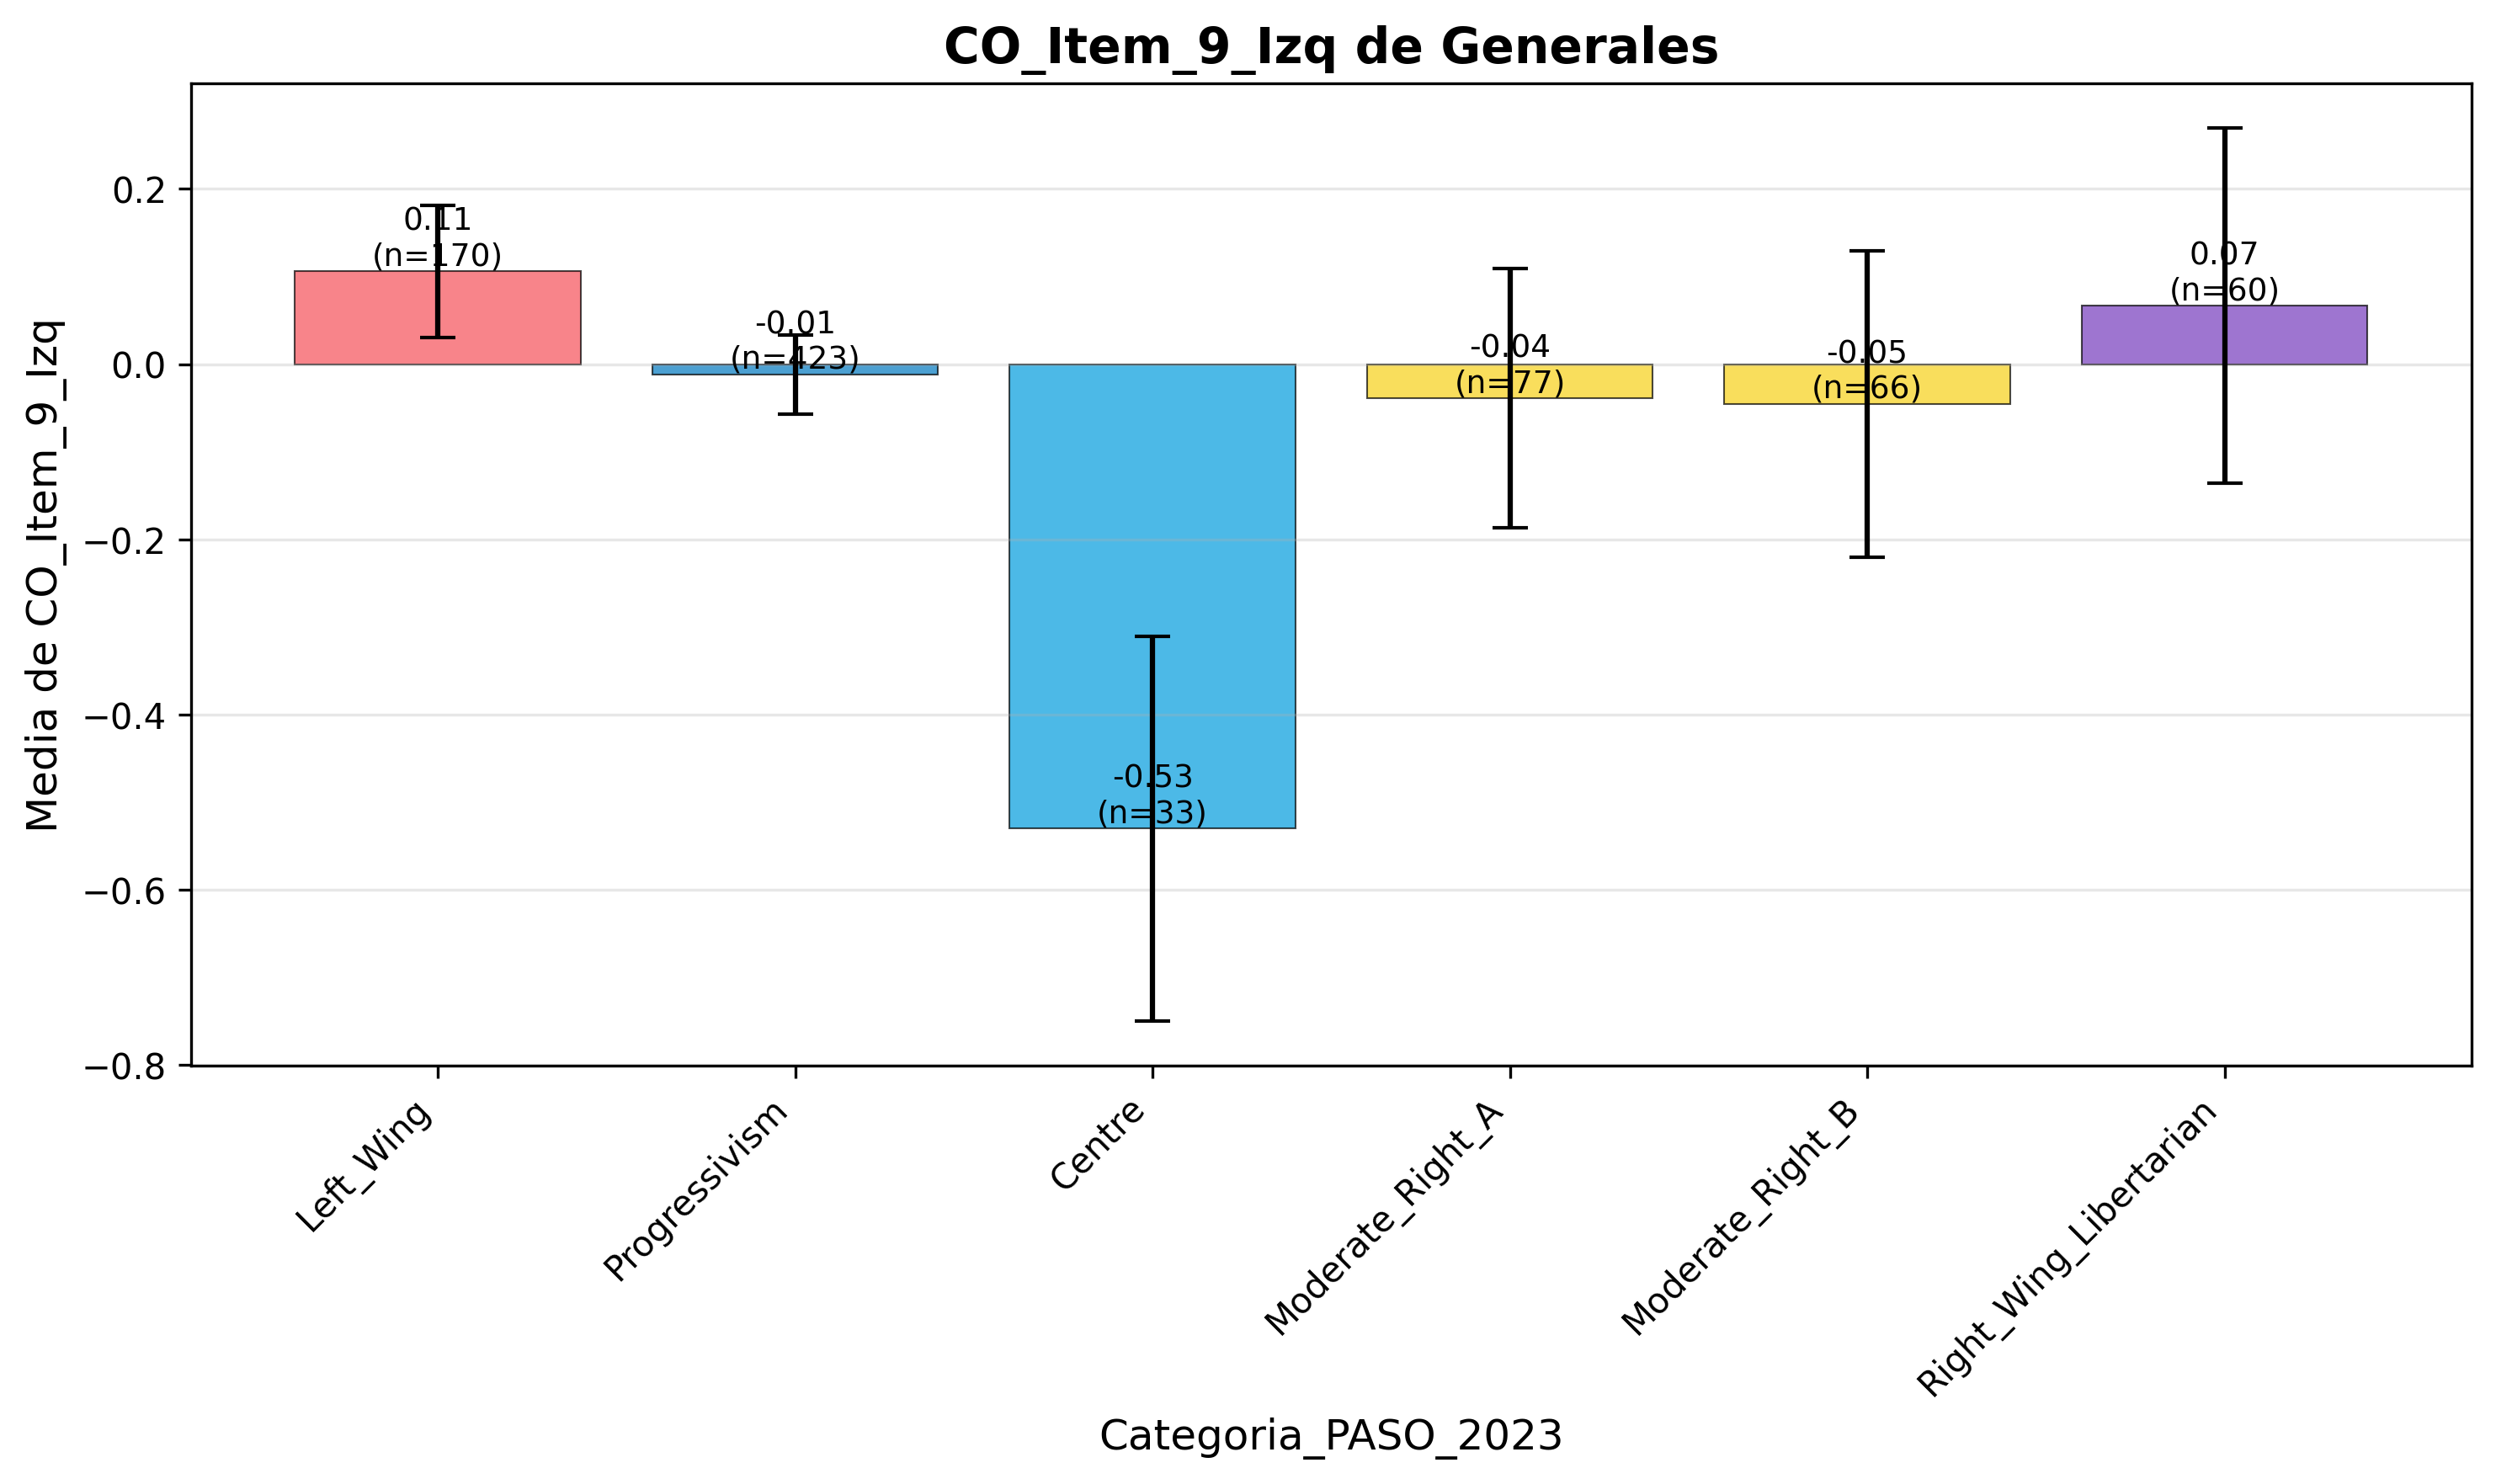 CO_Item_9_Izq de Generales
Media de CO_Item_9_Izq
0.2
0.0
−0.2
−0.4
−0.6
−0.8
0.11
(n=170)
-0.01
(n=423)
-0.53
(n=33)
-0.04
(n=77)
-0.05
(n=66)
0.07
(n=60)
Left_Wing
Progressivism
Centre
Moderate_Right_A
Moderate_Right_B
Right_Wing_Libertarian
Categoria_PASO_2023